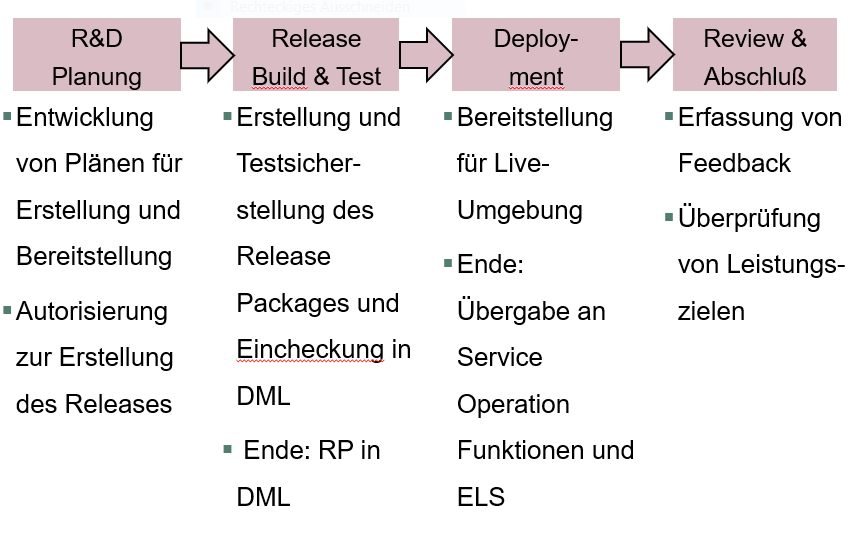 Rechteckiges Ausschneiden
R&D
Planung
Entwicklung
von Plänen für
Erstellung und
Bereitstellung
Autorisierung
zur Erstellung
des Releases
Release
Build & Test
Erstellung und
Testsicher-
stellung des
Release
Packages und
Eincheckung in
DML
Ende: RP in
DML
Deploy-
ment
Bereitstellung
für Live-
Umgebung
Ende:
Übergabe an
Service
Operation
Funktionen und
ELS
Review &
Abschluß
Erfassung von
Feedback
Überprüfung
von Leistungs-
zielen